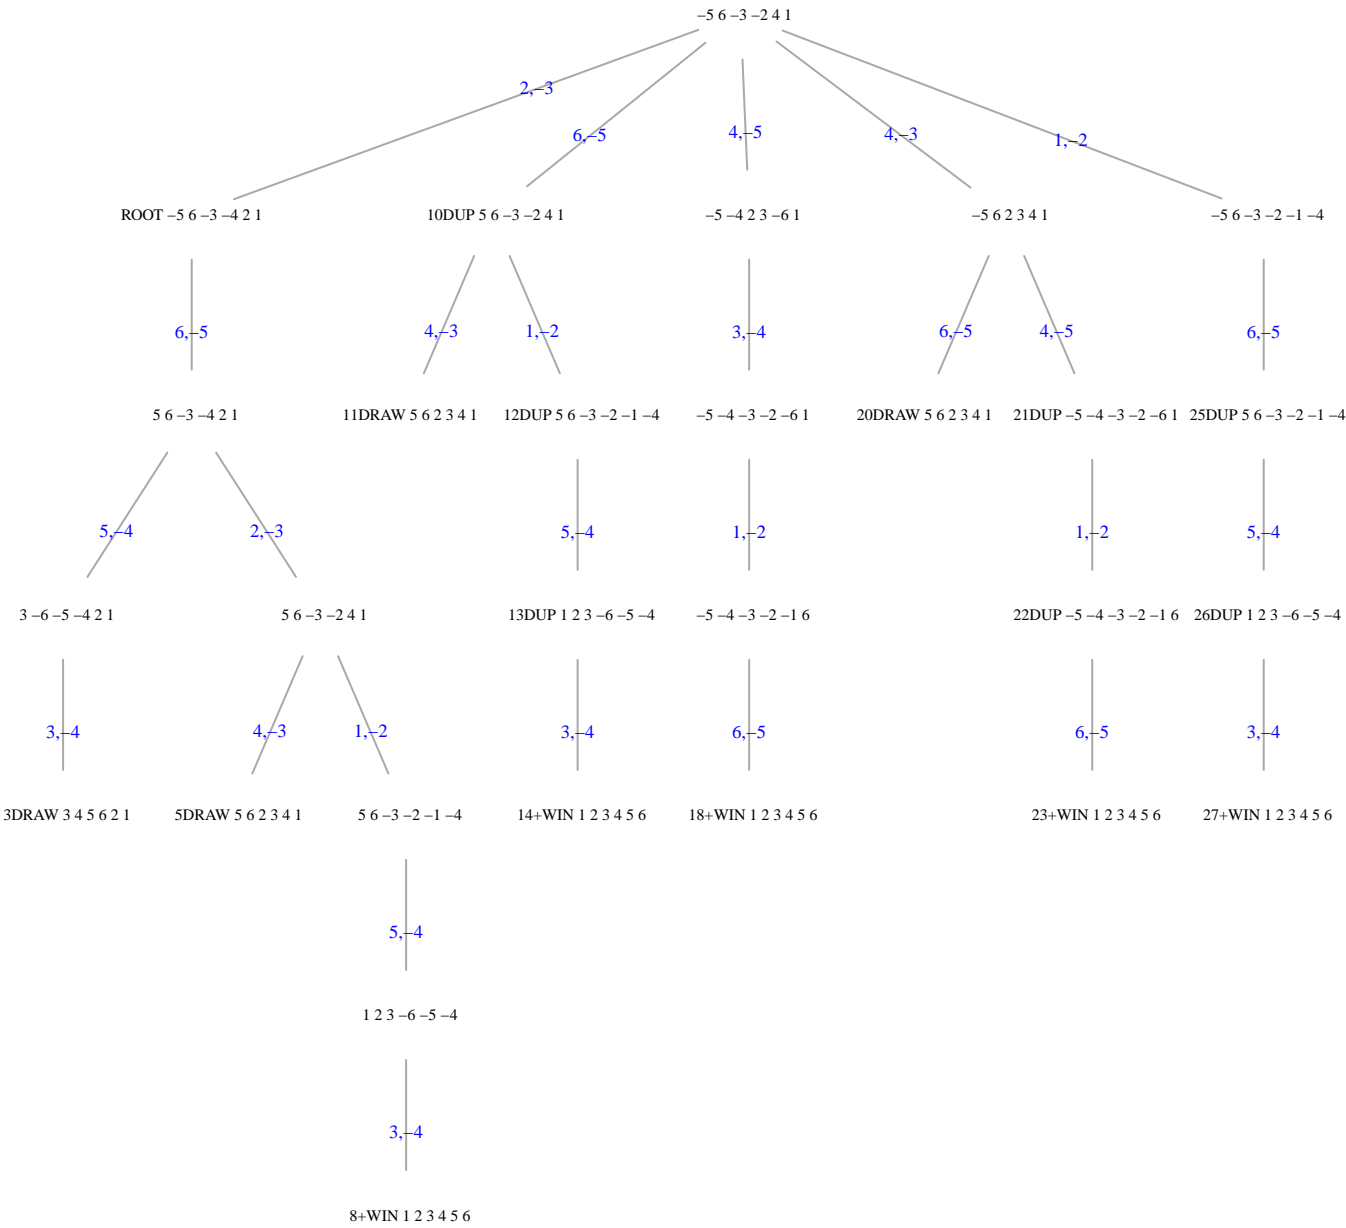 −5 6 −3 −2 4 1
2,−3
6,−5
4,−5
4,−3
1,−2
ROOT −5 6 −3 −4 2 1
10DUP 5 6 −3 −2 4 1
−5 −4 2 3 −6 1
−5 6 2 3 4 1
−5 6 −3 −2 −1 −4
6,−5
4,−3
1,−2
3,−4
6,−5
4,−5
6,−5
5 6 −3 −4 2 1
11DRAW 5 6 2 3 4 1
12DUP 5 6 −3 −2 −1 −4
−5 −4 −3 −2 −6 1
20DRAW 5 6 2 3 4 1
21DUP −5 −4 −3 −2 −6 1
25DUP 5 6 −3 −2 −1 −4
5,−4
2,−3
5,−4
1,−2
1,−2
5,−4
3 −6 −5 −4 2 1
5 6 −3 −2 4 1
13DUP 1 2 3 −6 −5 −4
−5 −4 −3 −2 −1 6
22DUP −5 −4 −3 −2 −1 6
26DUP 1 2 3 −6 −5 −4
3,−4
4,−3
1,−2
3,−4
6,−5
6,−5
3,−4
3DRAW 3 4 5 6 2 1
5DRAW 5 6 2 3 4 1
5 6 −3 −2 −1 −4
14+WIN 1 2 3 4 5 6
18+WIN 1 2 3 4 5 6
23+WIN 1 2 3 4 5 6
27+WIN 1 2 3 4 5 6
5,−4
1 2 3 −6 −5 −4
3,−4
8+WIN 1 2 3 4 5 6